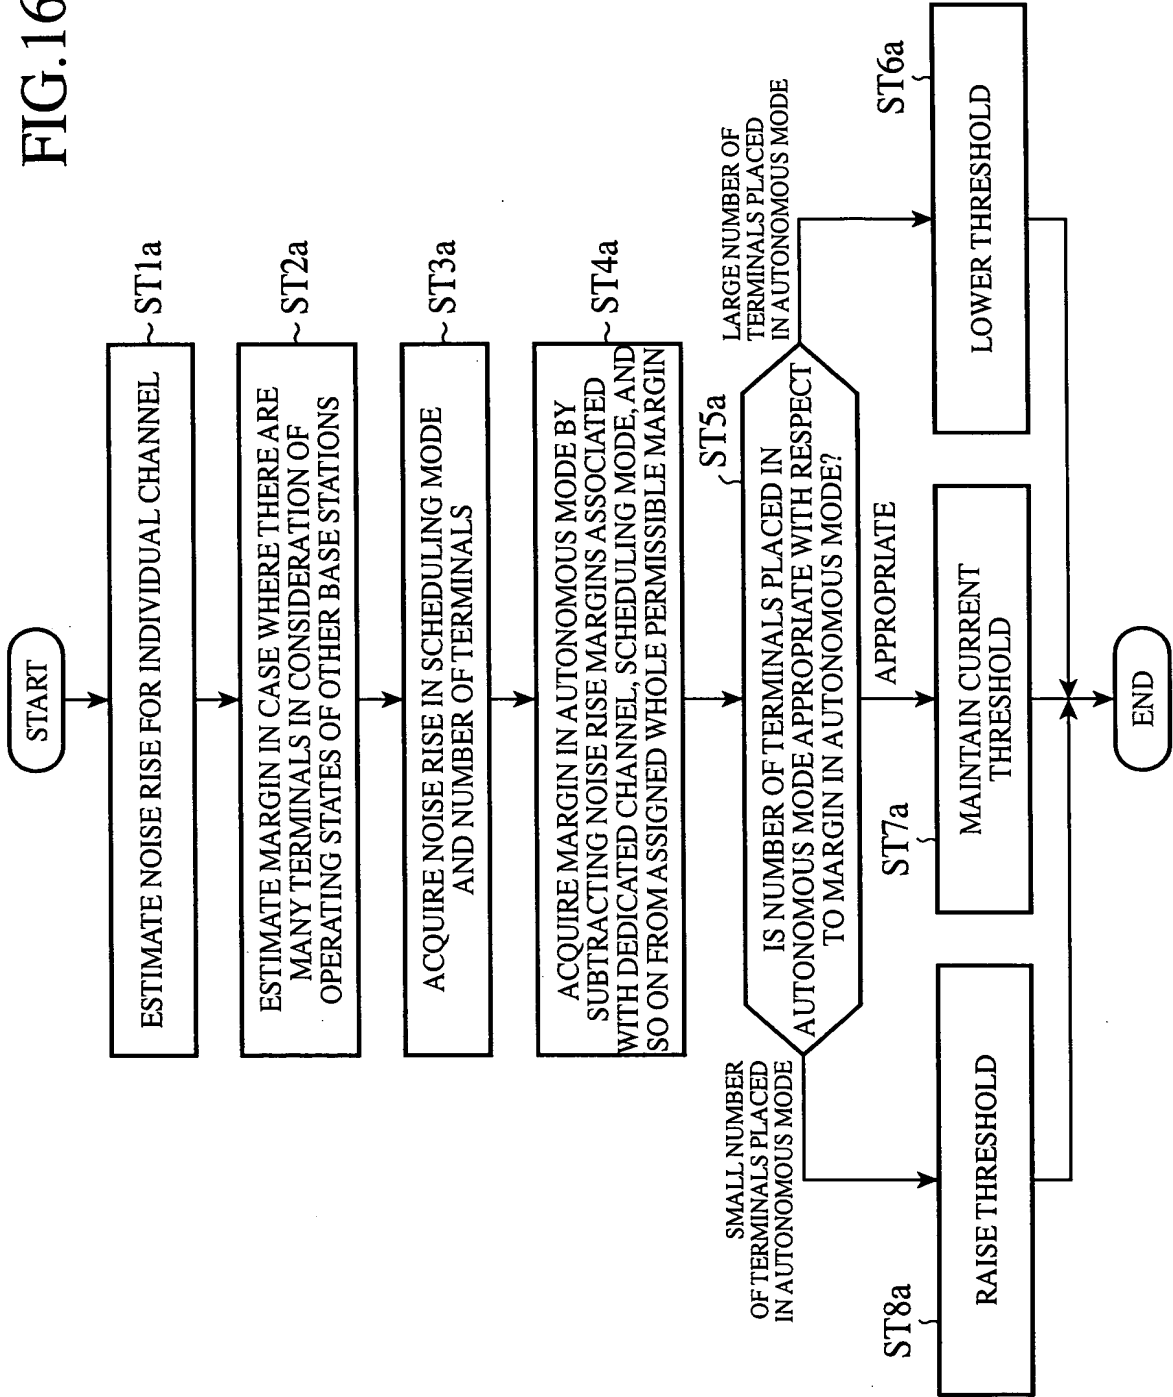 FIG.16
START
ESTIMATE NOISE RISE FOR INDIVIDUAL CHANNEL
ST1a
ESTIMATE MARGIN IN CASE WHERE THERE ARE
MANY TERMINALS IN CONSIDERATION OF
OPERATING STATES OF OTHER BASE STATIONS
ST2a
ACQUIRE NOISE RISE IN SCHEDULING MODE
AND NUMBER OF TERMINALS
ST3a
ACQUIRE MARGIN IN AUTONOMOUS MODE BY
SUBTRACTING NOISE RISE MARGINS ASSOCIATED
WITH DEDICATED CHANNEL, SCHEDULING MODE, AND
SO ON FROM ASSIGNED WHOLE PERMISSIBLE MARGIN
ST4a
ST5a
IS NUMBER OF TERMINALS PLACED IN
AUTONOMOUS MODE APPROPRIATE WITH RESPECT
TO MARGIN IN AUTONOMOUS MODE?
SMALL NUMBER
OF TERMINALS PLACED
IN AUTONOMOUS MODE
APPROPRIATE
LARGE NUMBER OF
TERMINALS PLACED
IN AUTONOMOUS MODE
ST8a
RAISE THRESHOLD
ST7a
MAINTAIN CURRENT
THRESHOLD
ST6a
LOWER THRESHOLD
END